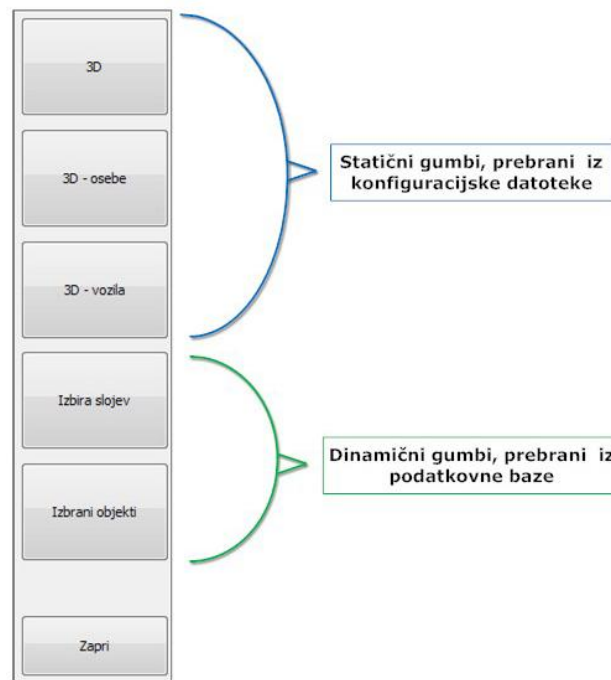 3D
3D - osebe
3D - vozila
Statični gumbi, prebrani iz
konfiguracijske datoteke
Izbira slojev
Izbrani objekti
Dinamični gumbi, prebrani iz
podatkovne baze
Zapri